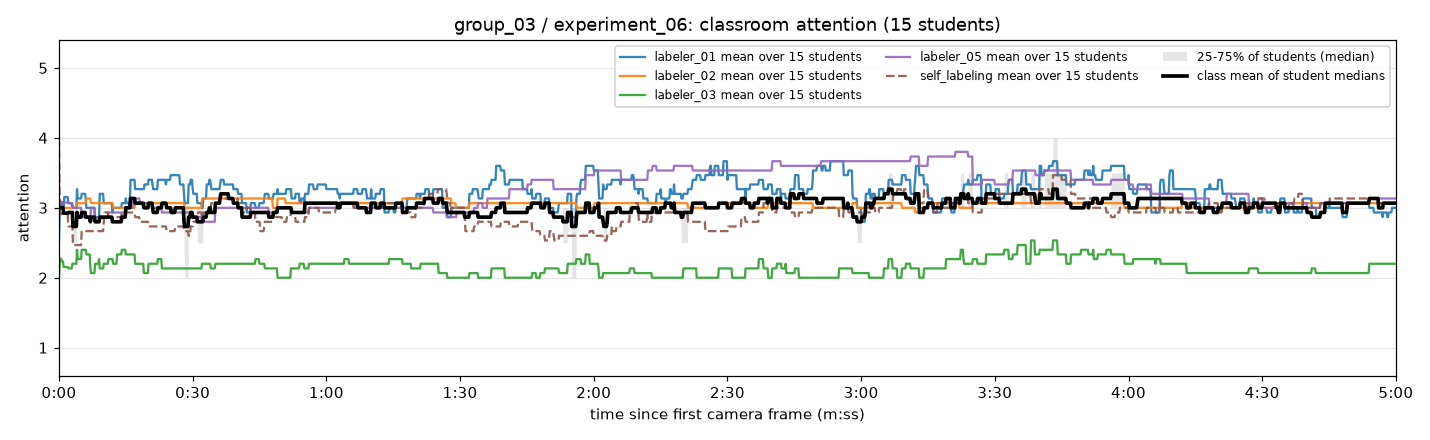 group_03 / experiment_06: classroom attention (15 students)
labeler_01 mean over 15 students
labeler_02 mean over 15 students
labeler_03 mean over 15 students
labeler_05 mean over 15 students
self_labeling mean over 15 students
25-75% of students (median)
class mean of student medians
attention
5
4
3
2
1
0:00 0:30 1:00 1:30 2:00 2:30 3:00 3:30 4:00 4:30 5:00
time since first camera frame (m:ss)